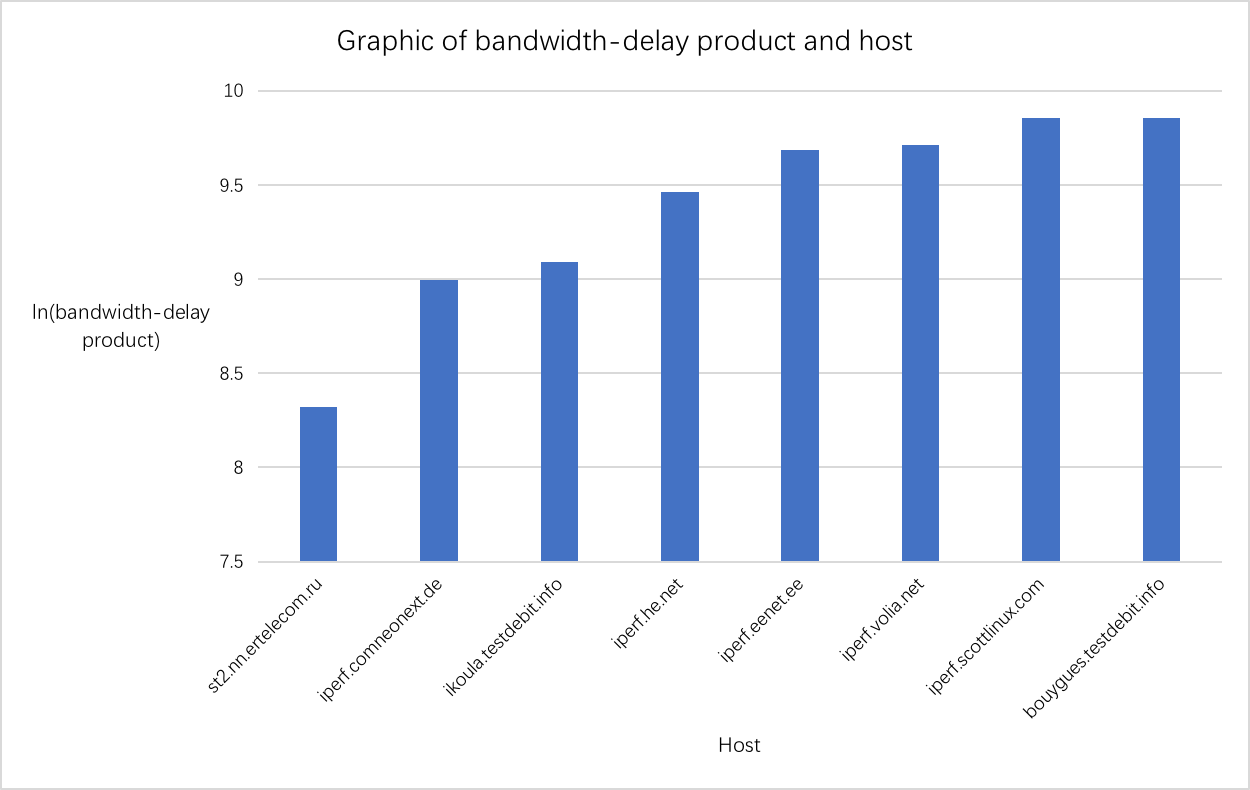 Graphic of bandwidth-delay product and host
10
9.5
9
8.5
8
7.5
ln(bandwidth-delay
product)
st2.nn.ertelecom.ru
iperf.comneonext.de
ikoula.testdebit.info
iperf.he.net
iperf.eenet.ee
iperf.volia.net
iperf.scottlinux.com
bouygues.testdebit.info
Host